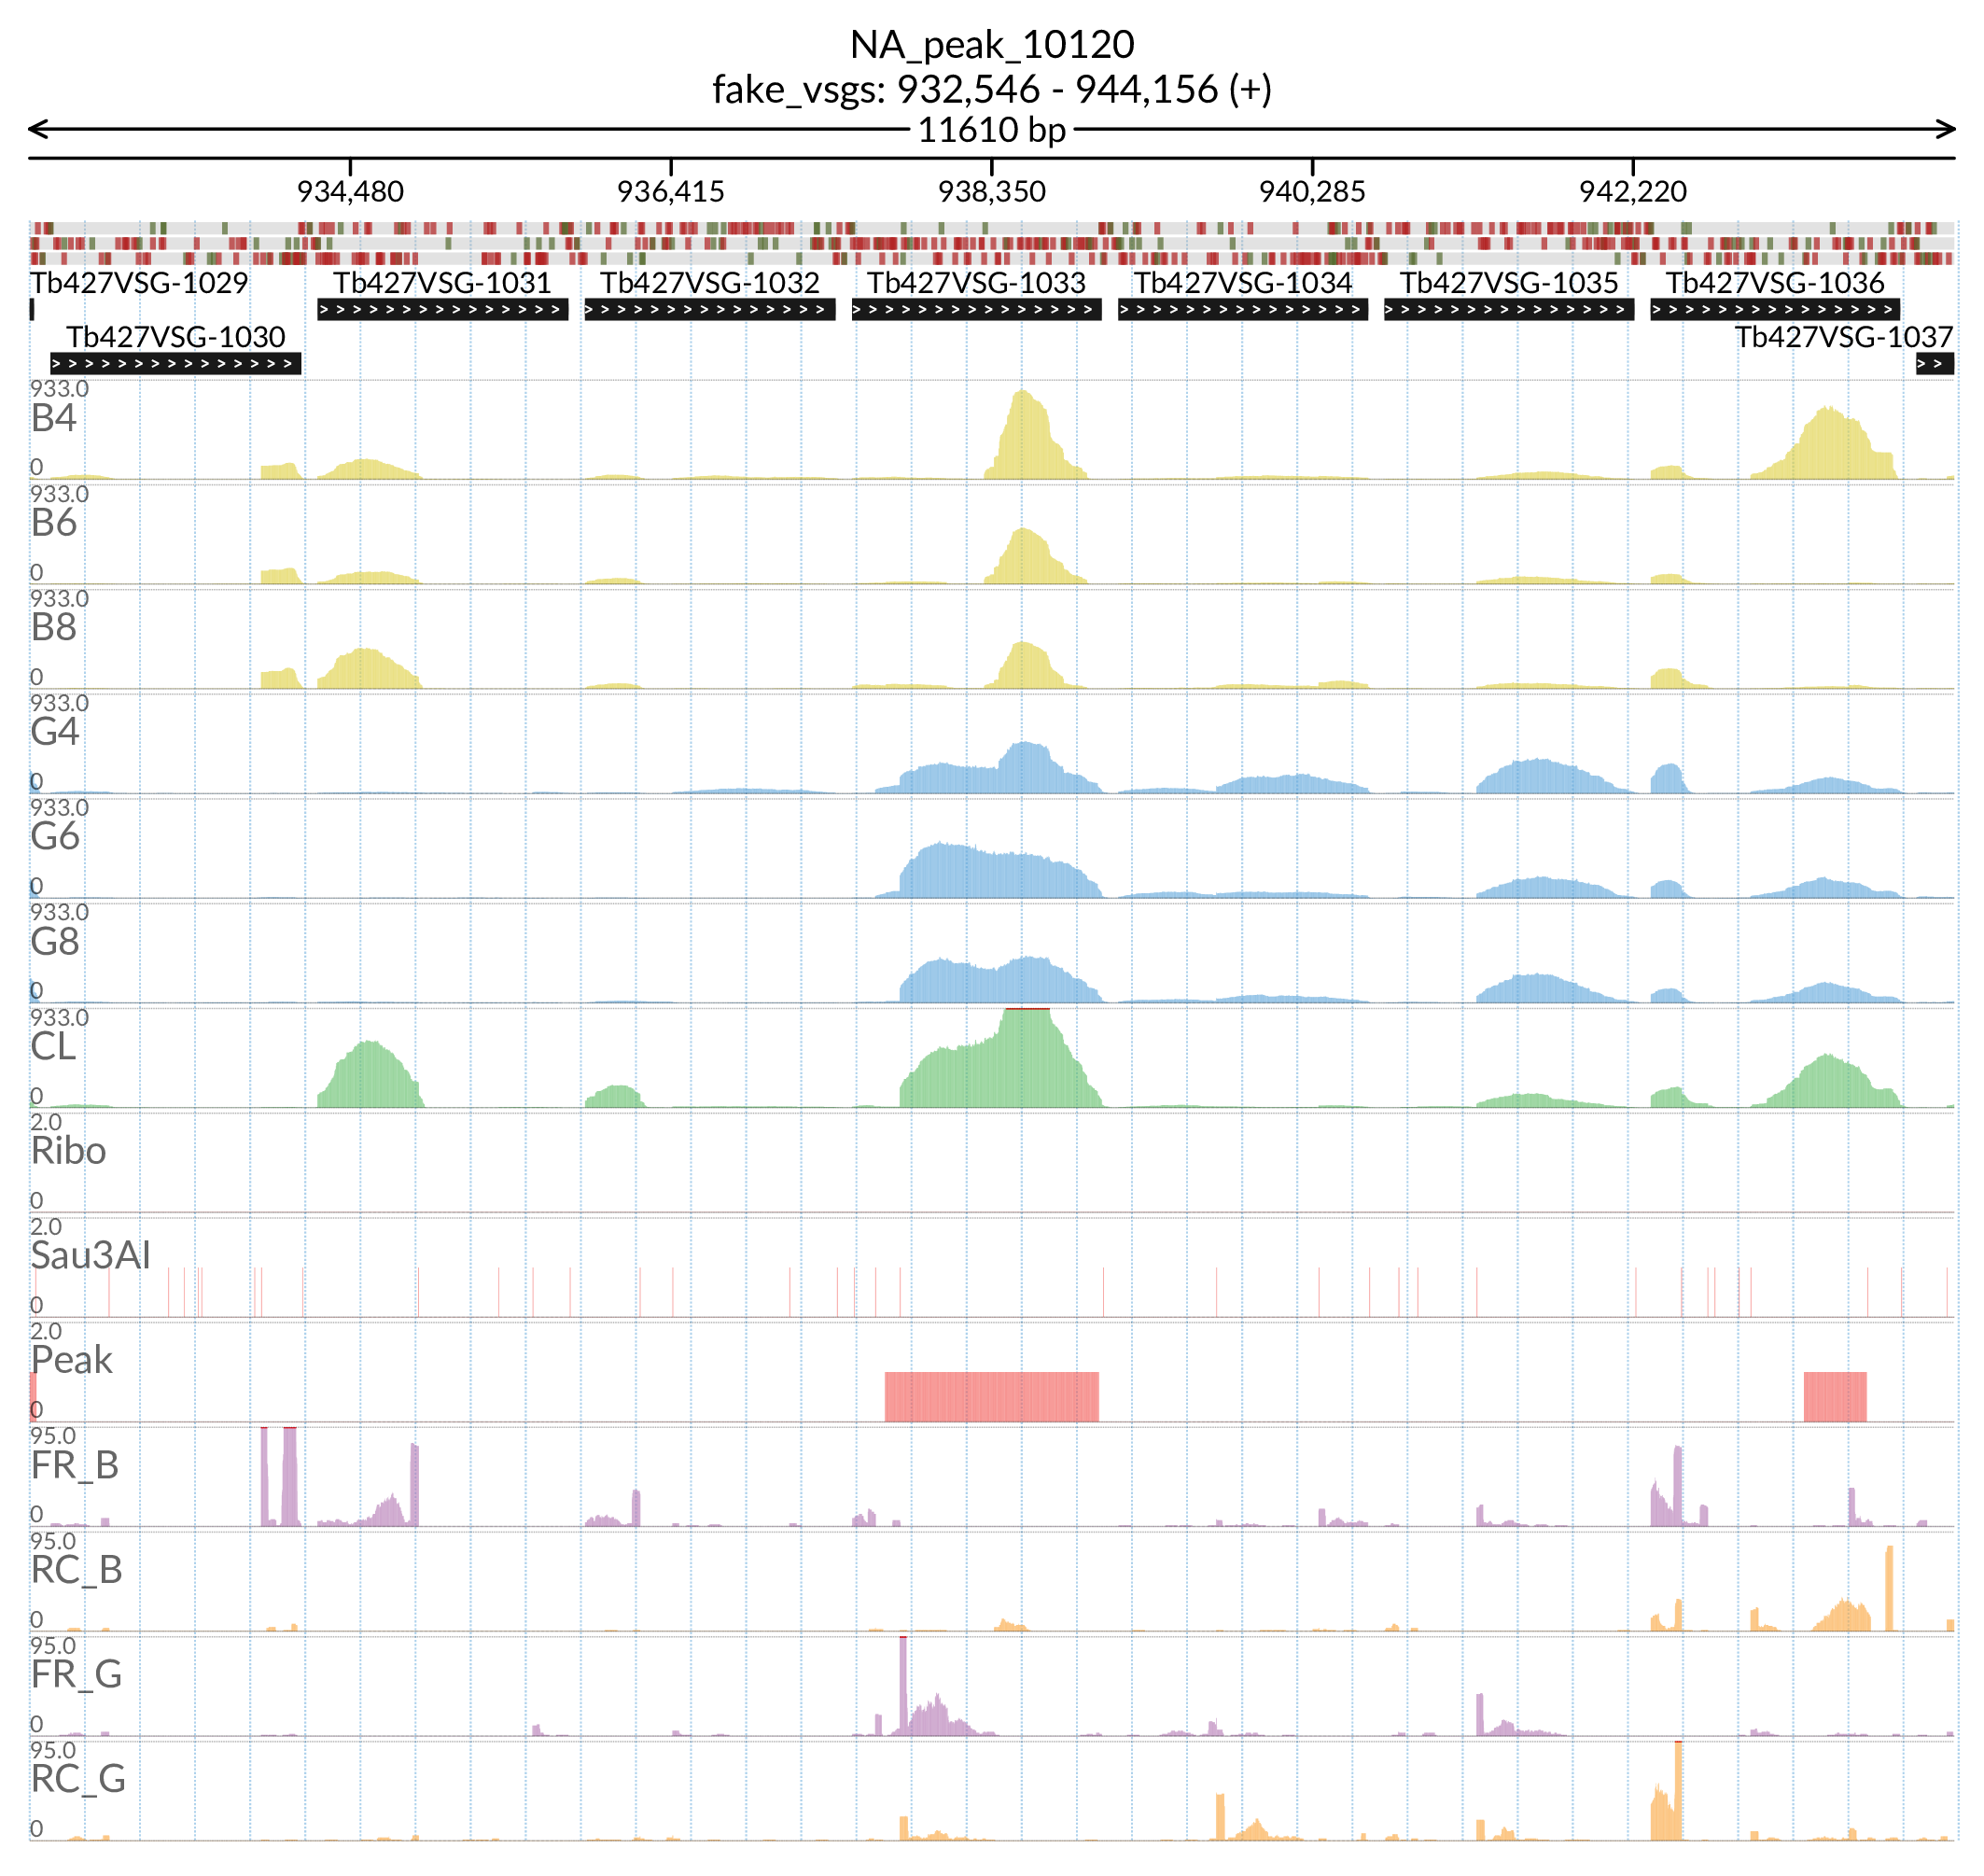 NA_peak_10120
fake_vsgs: 932,546 - 944,156 (+)
11610 bp
934,480 936,415 938,350 940,285 942,220
Tb427VSG-1029 Tb427VSG-1031 Tb427VSG-1032 Tb427VSG-1033 Tb427VSG-1034 Tb427VSG-1035 Tb427VSG-1036
Tb427VSG-1030 Tb427VSG-1037
933.0
B4
0
933.0
B6
0
933.0
B8
0
933.0
G4
0
933.0
G6
0
933.0
G8
0
933.0
CL
0
2.0
Ribo
0
2.0
Sau3AI
0
2.0
Peak
0
95.0
FR_B
0
95.0
RC_B
0
95.0
FR_G
0
95.0
RC_G
0